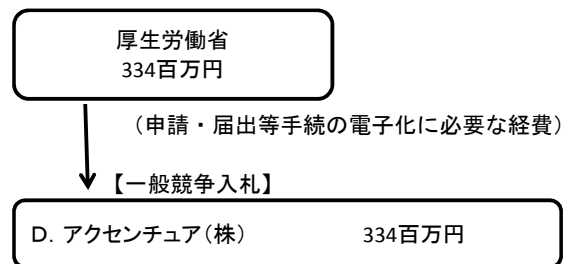 厚生労働省
334百万円
（申請・届出等手続の電子化に必要な経費）
【一般競争入札】
Ｄ．アクセンチュア（株） 334百万円